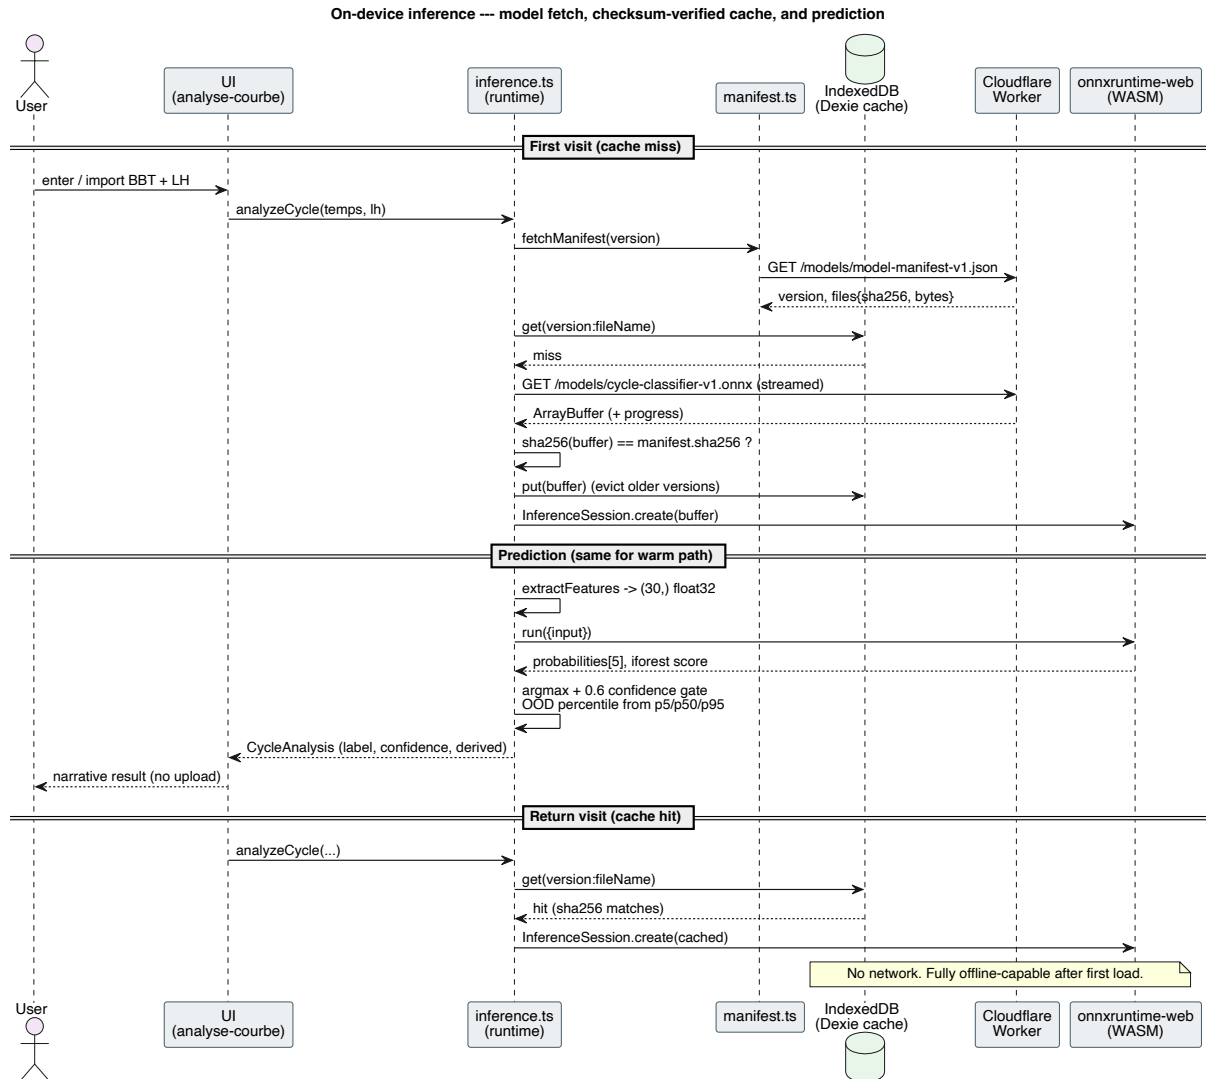 On-device inference --- model fetch, checksum-verified cache, and prediction
User
UI
(analyse-courbe)
inference.ts
(runtime)
manifest.ts
IndexedDB
(Dexie cache)
Cloudflare
Worker
onnxruntime-web
(WASM)
First visit (cache miss)
enter / import BBT + LH
analyzeCycle(temps, lh)
fetchManifest(version)
GET /models/model-manifest-v1.json
version, files{sha256, bytes}
get(version:fileName)
miss
GET /models/cycle-classifier-v1.onnx (streamed)
ArrayBuffer (+ progress)
sha256(buffer) == manifest.sha256 ?
put(buffer) (evict older versions)
InferenceSession.create(buffer)
Prediction (same for warm path)
extractFeatures -> (30,) float32
run({input})
probabilities[5], iforest score
argmax + 0.6 confidence gate
OOD percentile from p5/p50/p95
CycleAnalysis (label, confidence, derived)
narrative result (no upload)
Return visit (cache hit)
analyzeCycle(...)
get(version:fileName)
hit (sha256 matches)
InferenceSession.create(cached)
No network. Fully offline-capable after first load.
User
UI
(analyse-courbe)
inference.ts
(runtime)
manifest.ts
IndexedDB
(Dexie cache)
Cloudflare
Worker
onnxruntime-web
(WASM)